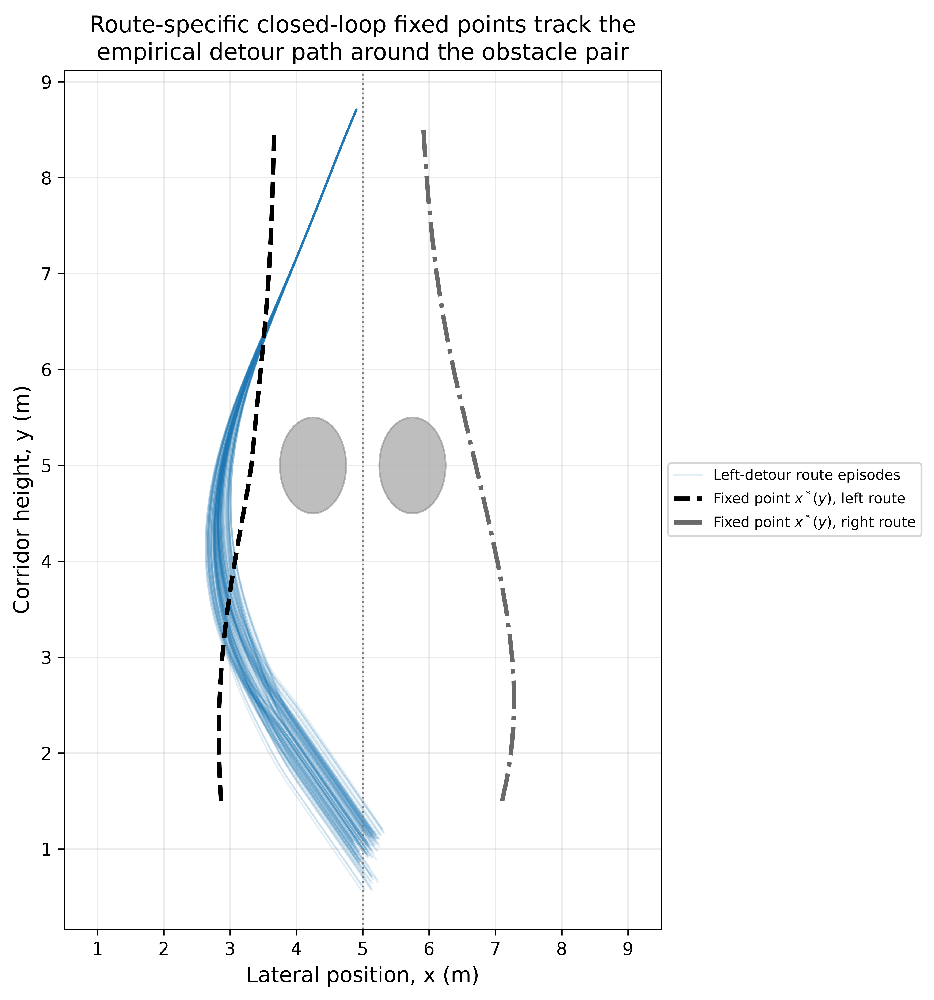 Route-specific closed-loop fixed points track the
empirical detour path around the obstacle pair
9
8
7
6
5
4
3
2
1
Corridor height, y (m)
1 2 3 4 5 6 7 8 9
Lateral position, x (m)
Left-detour route episodes
Fixed point x*(y), left route
Fixed point x*(y), right route